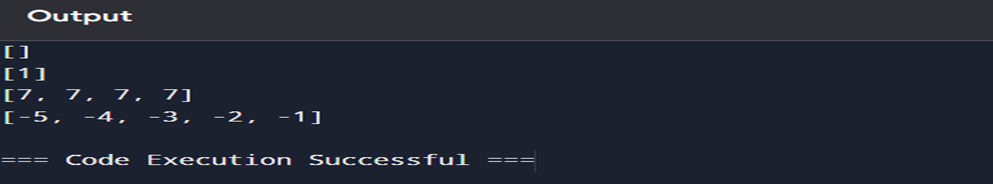 Output
[]
[1]
[7, 7, 7, 7]
[-5, -4, -3, -2, -1]
=== Code Execution Successful ===